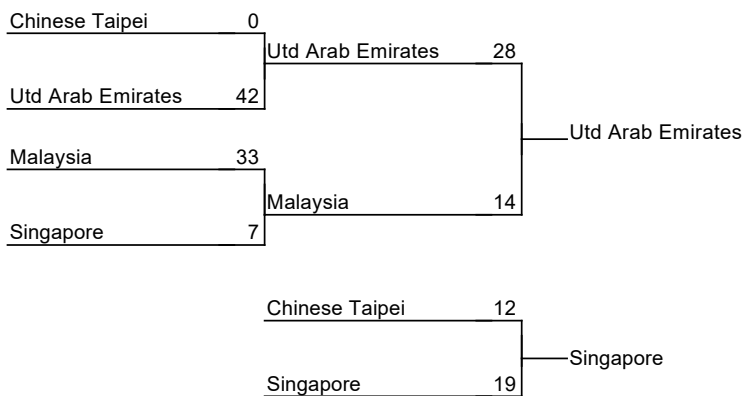 Chinese Taipei 0
Utd Arab Emirates 28
Utd Arab Emirates 42
Utd Arab Emirates
Malaysia 33
Malaysia 14
Singapore 7
Chinese Taipei 12
Singapore
Singapore 19